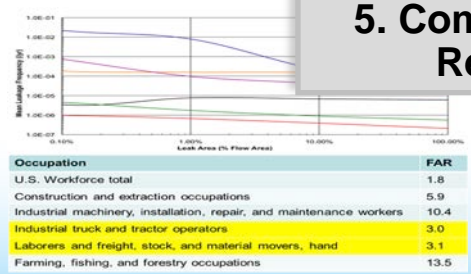 5. Con
Re
Mean Leakage Frequency (/yr)
1.0E-01
1.0E-02
1.0E-03
1.0E-04
1.0E-05
1.0E-06
1.0E-07
0.10% 1.00% 10.00% 100.00%
Leak Area (% Flow Area)
Occupation FAR
U.S. Workforce total 1.8
Construction and extraction occupations 5.9
Industrial machinery, installation, repair, and maintenance workers 10.4
Industrial truck and tractor operators 3.0
Laborers and freight, stock, and material movers, hand 3.1
Farming, fishing, and forestry occupations 13.5